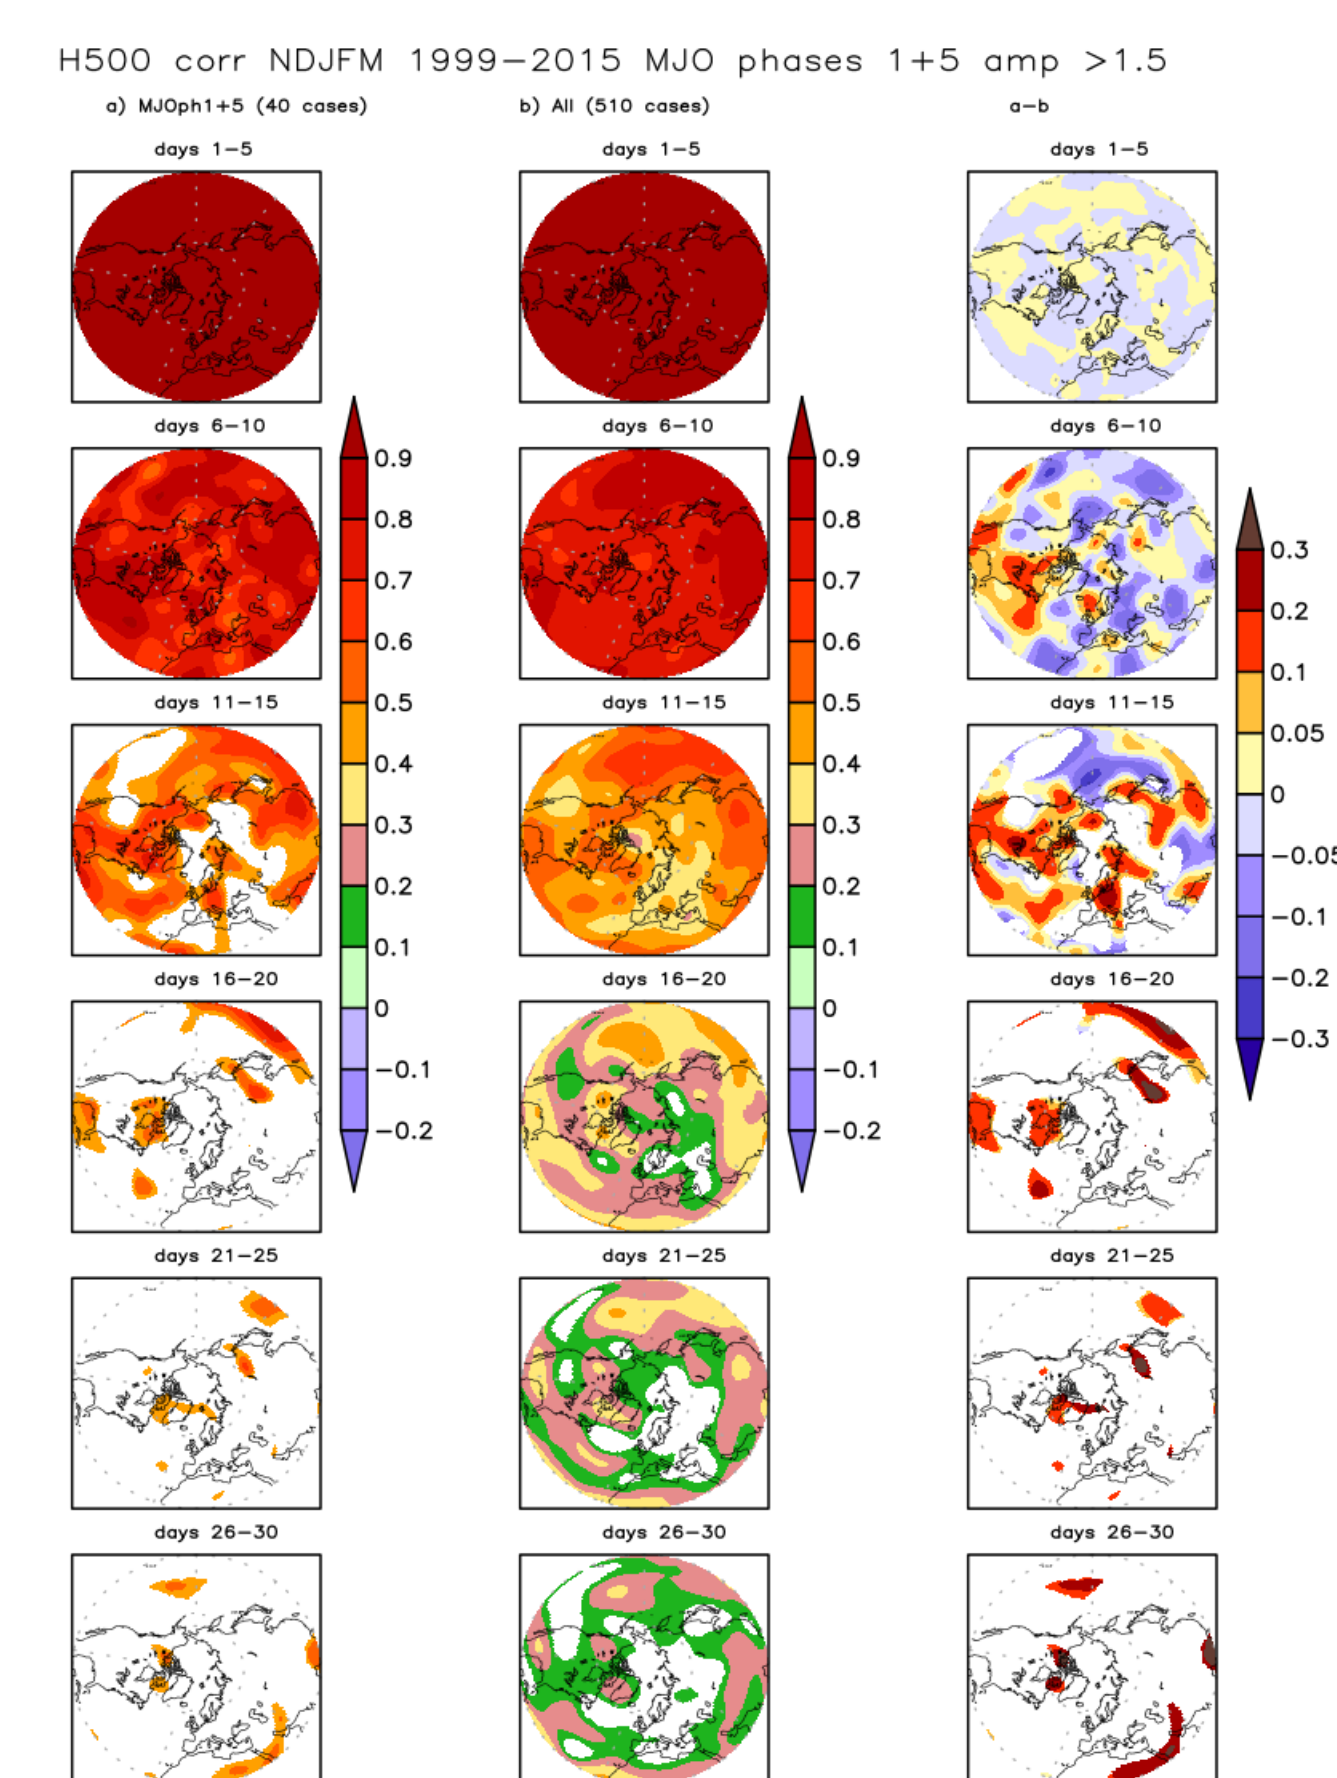 H500 corr NDJFM 1999-2015 MJO phases 1+5 amp >1.5
a) MJOph1+5 (40 cases) b) All (510 cases) a-b
days 1-5 days 1-5 days 1-5
days 6-10 days 6-10 days 6-10
0.9 0.9
0.8 0.8
0.3
0.7 0.7
0.2
0.6 0.6
0.1
days 11-15 days 11-15 days 11-15
0.5 0.5
0.05
0.4 0.4
0
0.3 0.3
-0.05
0.2 0.2
-0.1
0.1 0.1
days 16-20 days 16-20 days 16-20
-0.2
0 0
-0.3
-0.1 -0.1
-0.2 -0.2
days 21-25 days 21-25 days 21-25
days 26-30 days 26-30 days 26-30